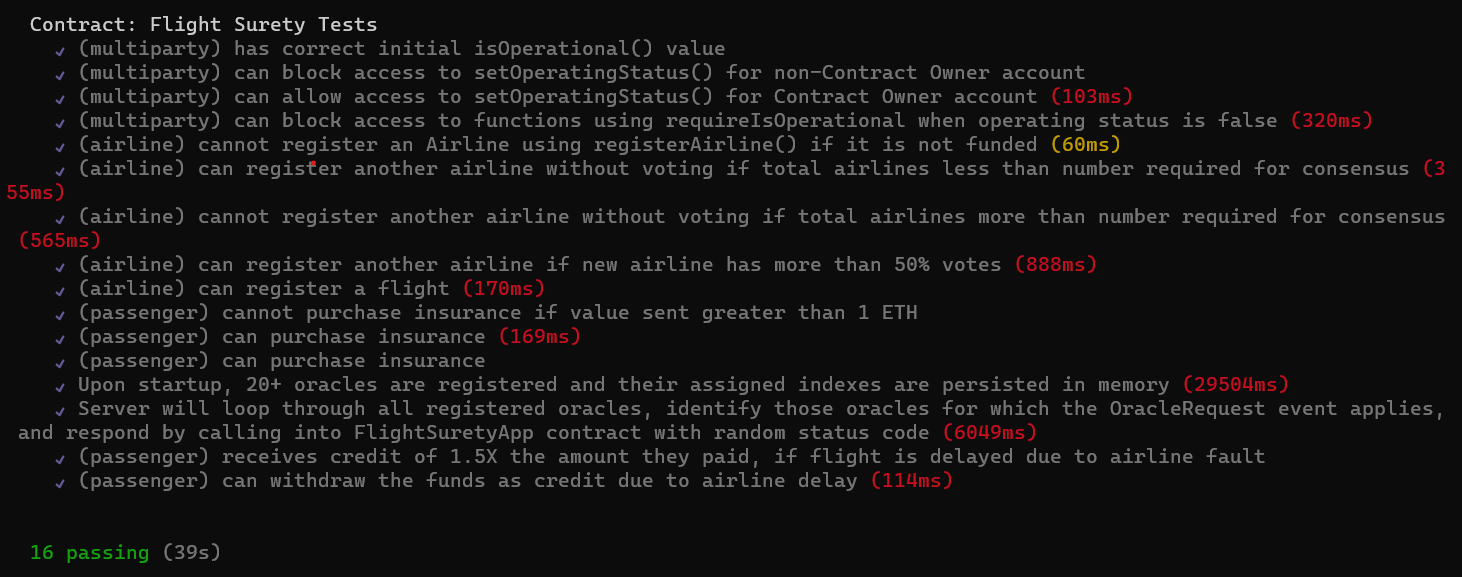 Contract: Flight Surety Tests
✓ (multiparty) has correct initial isOperational() value
✓ (multiparty) can block access to setOperatingStatus() for non-Contract Owner account
✓ (multiparty) can allow access to setOperatingStatus() for Contract Owner account (103ms)
✓ (multiparty) can block access to functions using requireIsOperational when operating status is false (320ms)
✓ (airline) cannot register an Airline using registerAirline() if it is not funded (60ms)
✓ (airline) can register another airline without voting if total airlines less than number required for consensus (3
55ms)
✓ (airline) cannot register another airline without voting if total airlines more than number required for consensus
(565ms)
✓ (airline) can register another airline if new airline has more than 50% votes (888ms)
✓ (airline) can register a flight (170ms)
✓ (passenger) cannot purchase insurance if value sent greater than 1 ETH
✓ (passenger) can purchase insurance (169ms)
✓ (passenger) can purchase insurance
✓ Upon startup, 20+ oracles are registered and their assigned indexes are persisted in memory (29504ms)
✓ Server will loop through all registered oracles, identify those oracles for which the OracleRequest event applies,
and respond by calling into FlightSuretyApp contract with random status code (6049ms)
✓ (passenger) receives credit of 1.5X the amount they paid, if flight is delayed due to airline fault
✓ (passenger) can withdraw the funds as credit due to airline delay (114ms)
16 passing (39s)